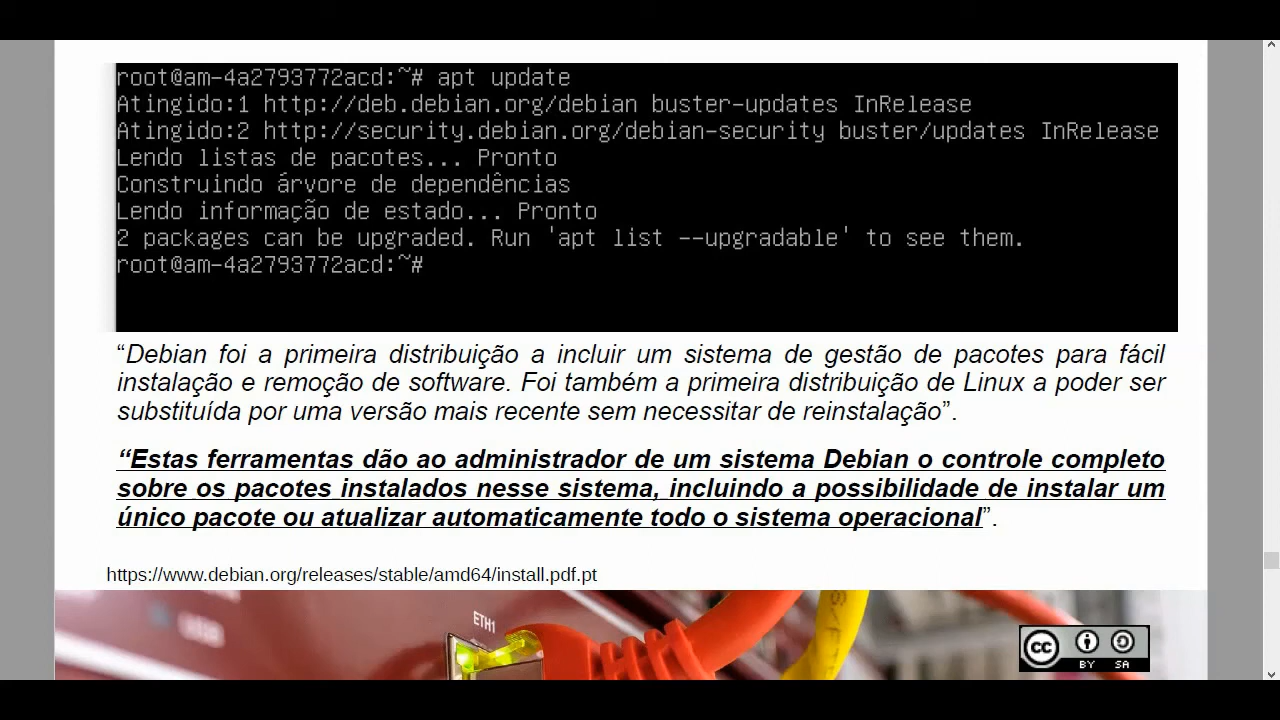 root@am-4a2793772acd:~# apt update
Atingido:1 http://deb.debian.org/debian buster-updates InRelease
Atingido:2 http://security.debian.org/debian-security buster/updates InRelease
Lendo listas de pacotes... Pronto
Construindo árvore de dependências
Lendo informação de estado... Pronto
2 packages can be upgraded. Run 'apt list --upgradable' to see them.
root@am-4a2793772acd:~#
“Debian foi a primeira distribuição a incluir um sistema de gestão de pacotes para fácil
instalação e remoção de software. Foi também a primeira distribuição de Linux a poder ser
substituída por uma versão mais recente sem necessitar de reinstalação”.
“Estas ferramentas dão ao administrador de um sistema Debian o controle completo
sobre os pacotes instalados nesse sistema, incluindo a possibilidade de instalar um
único pacote ou atualizar automaticamente todo o sistema operacional”.
https://www.debian.org/releases/stable/amd64/install.pdf.pt
ETH1
cc
BY SA